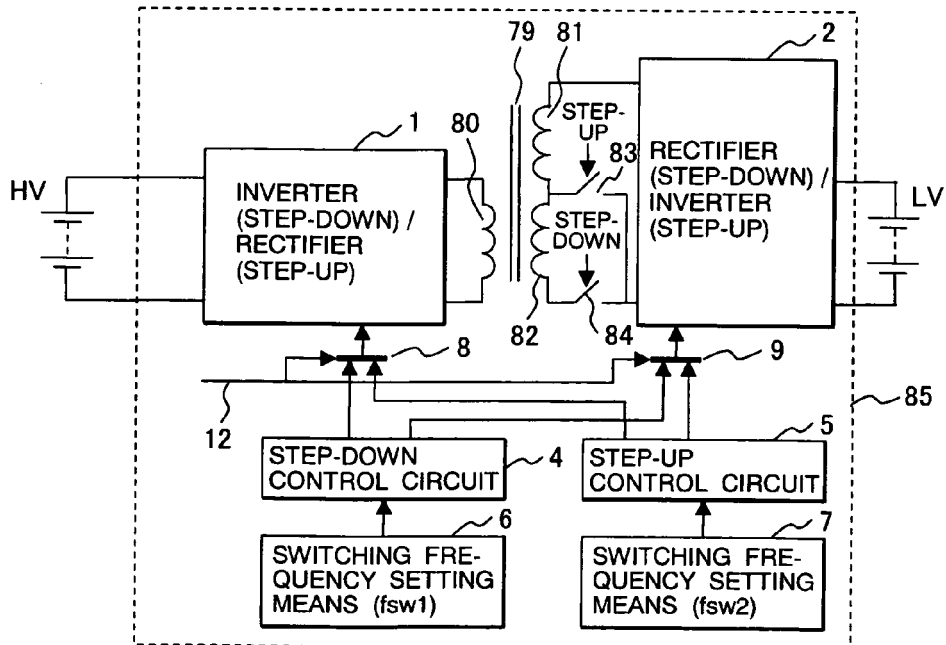 79
81
2
1
80
STEP-
UP
83
HV
INVERTER
(STEP-DOWN) /
RECTIFIER
(STEP-UP)
STEP-
DOWN
RECTIFIER
(STEP-DOWN) /
INVERTER
(STEP-UP)
LV
82
84
8
9
12
85
STEP-DOWN
CONTROL CIRCUIT
4
STEP-UP
CONTROL CIRCUIT
5
6
SWITCHING FRE-
QUENCY SETTING
MEANS (fsw1)
7
SWITCHING FRE-
QUENCY SETTING
MEANS (fsw2)